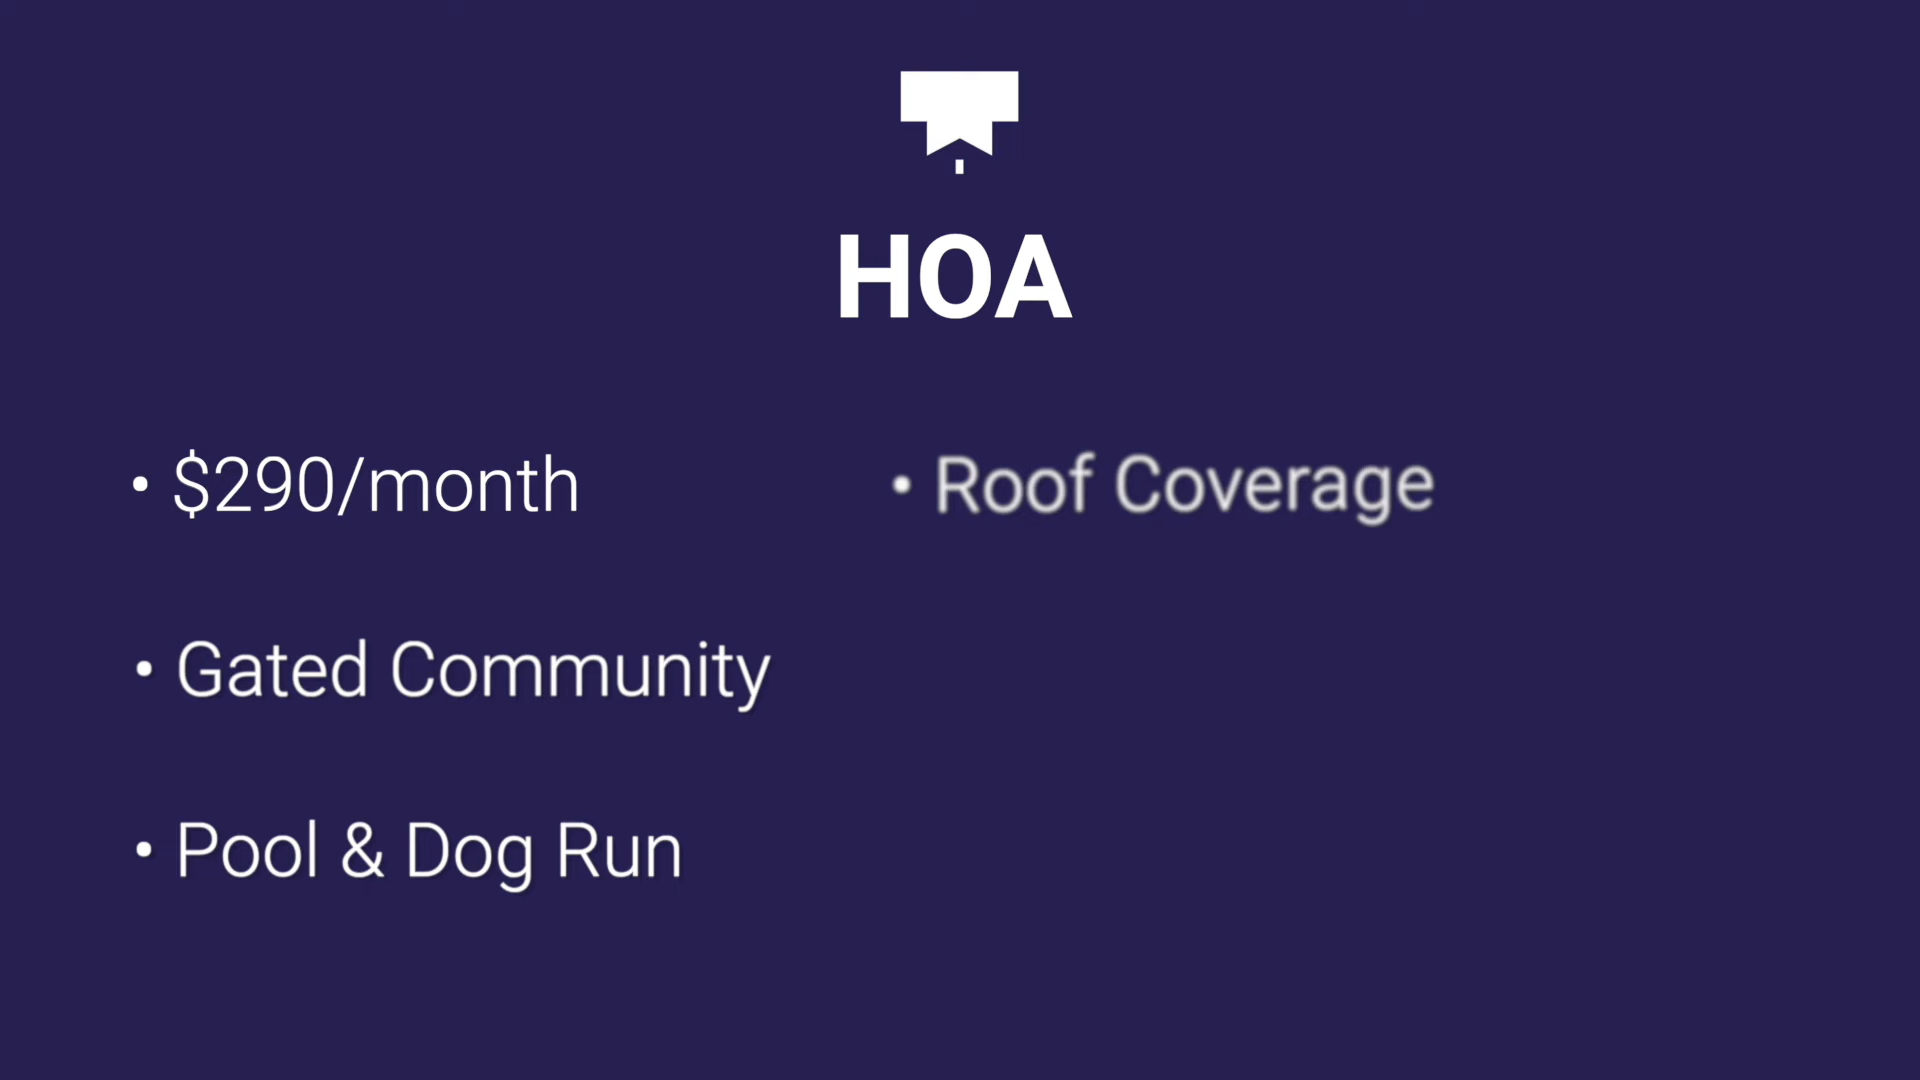 HOA
• $290/month
• Gated Community
• Pool & Dog Run
• Roof Coverage